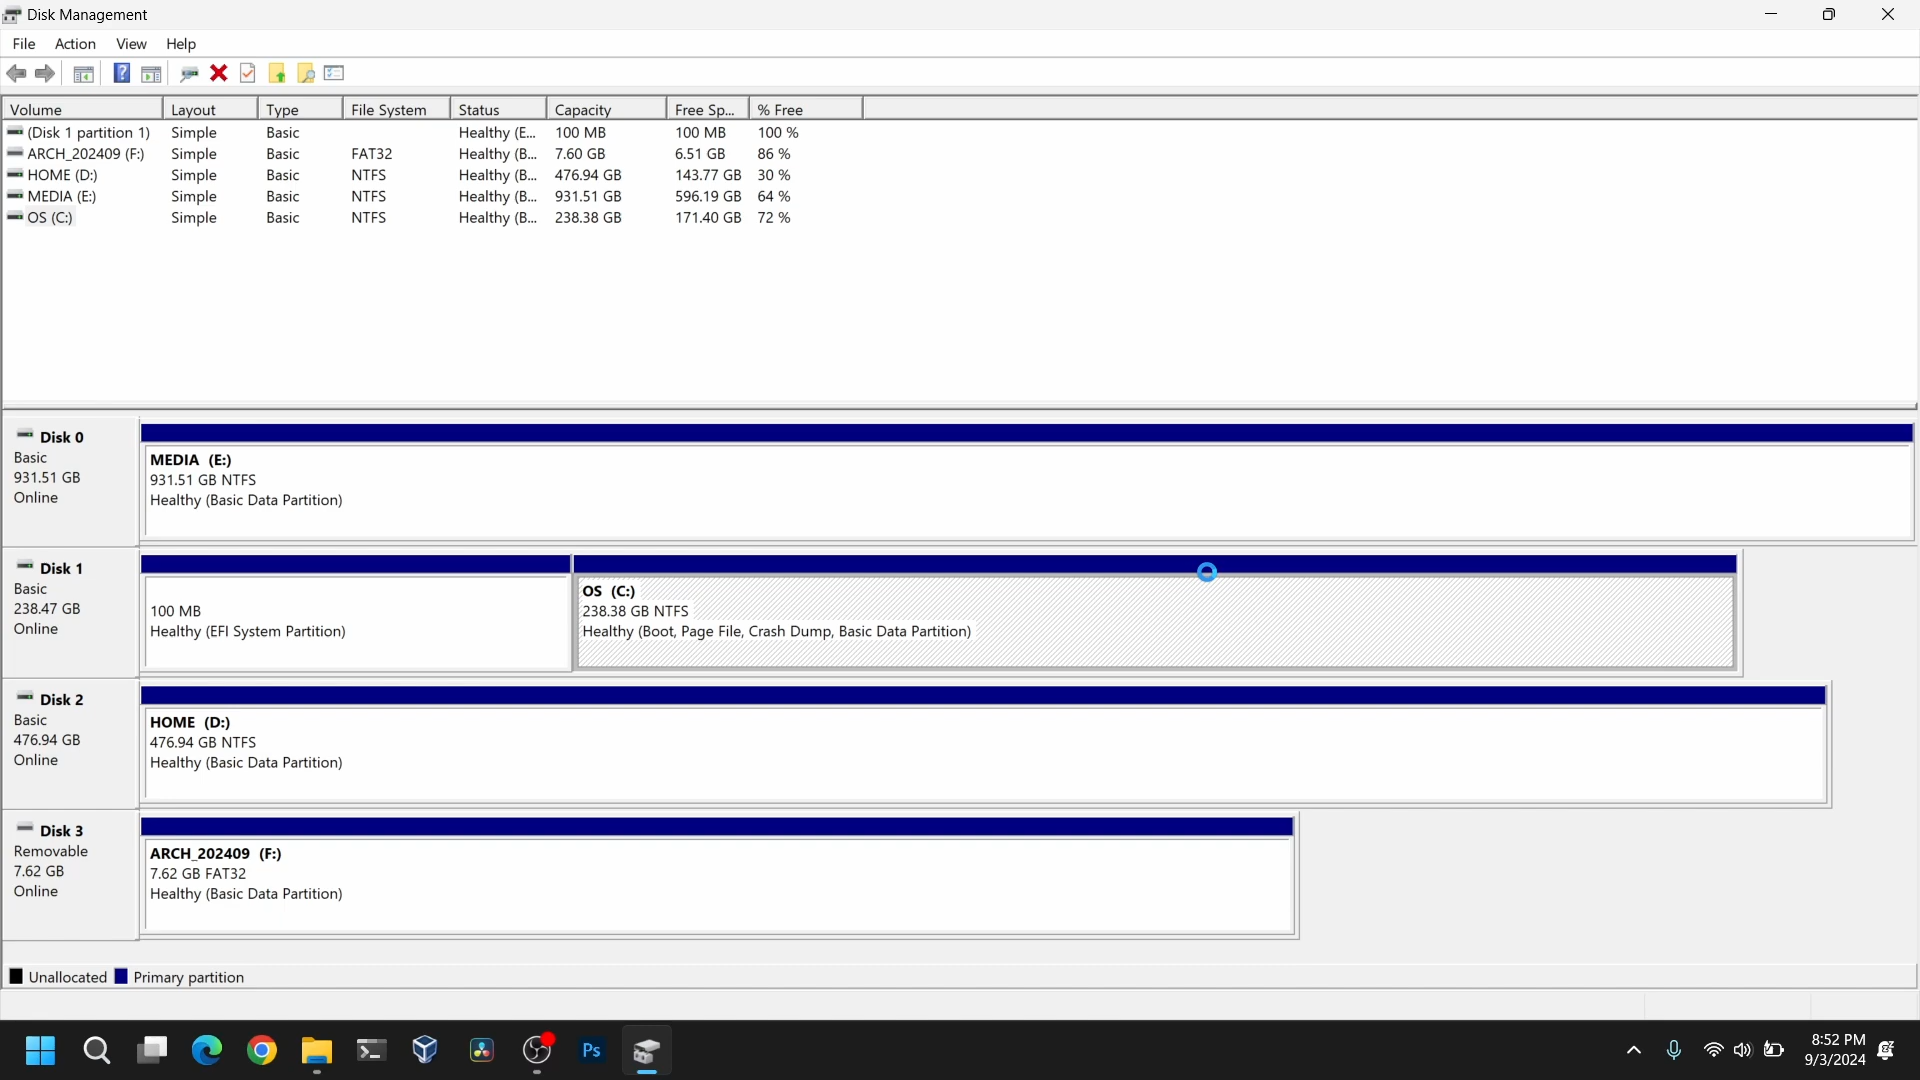 Disk Management
File Action View Help
Volume Layout Type File System Status Capacity Free Sp... % Free
(Disk 1 partition 1) Simple Basic Healthy (E... 100 MB 100 MB 100 %
ARCH_202409 (F:) Simple Basic FAT32 Healthy (B... 7.60 GB 6.51 GB 86 %
HOME (D:) Simple Basic NTFS Healthy (B... 476.94 GB 143.77 GB 30 %
MEDIA (E:) Simple Basic NTFS Healthy (B... 931.51 GB 596.19 GB 64 %
OS (C:) Simple Basic NTFS Healthy (B... 238.38 GB 171.40 GB 72 %
Disk 0
Basic
931.51 GB
Online
MEDIA (E:)
931.51 GB NTFS
Healthy (Basic Data Partition)
Disk 1
Basic
238.47 GB
Online
100 MB
Healthy (EFI System Partition)
OS (C:)
238.38 GB NTFS
Healthy (Boot, Page File, Crash Dump, Basic Data Partition)
Disk 2
Basic
476.94 GB
Online
HOME (D:)
476.94 GB NTFS
Healthy (Basic Data Partition)
Disk 3
Removable
7.62 GB
Online
ARCH_202409 (F:)
7.62 GB FAT32
Healthy (Basic Data Partition)
Unallocated Primary partition
Ps
8:52 PM
9/3/2024